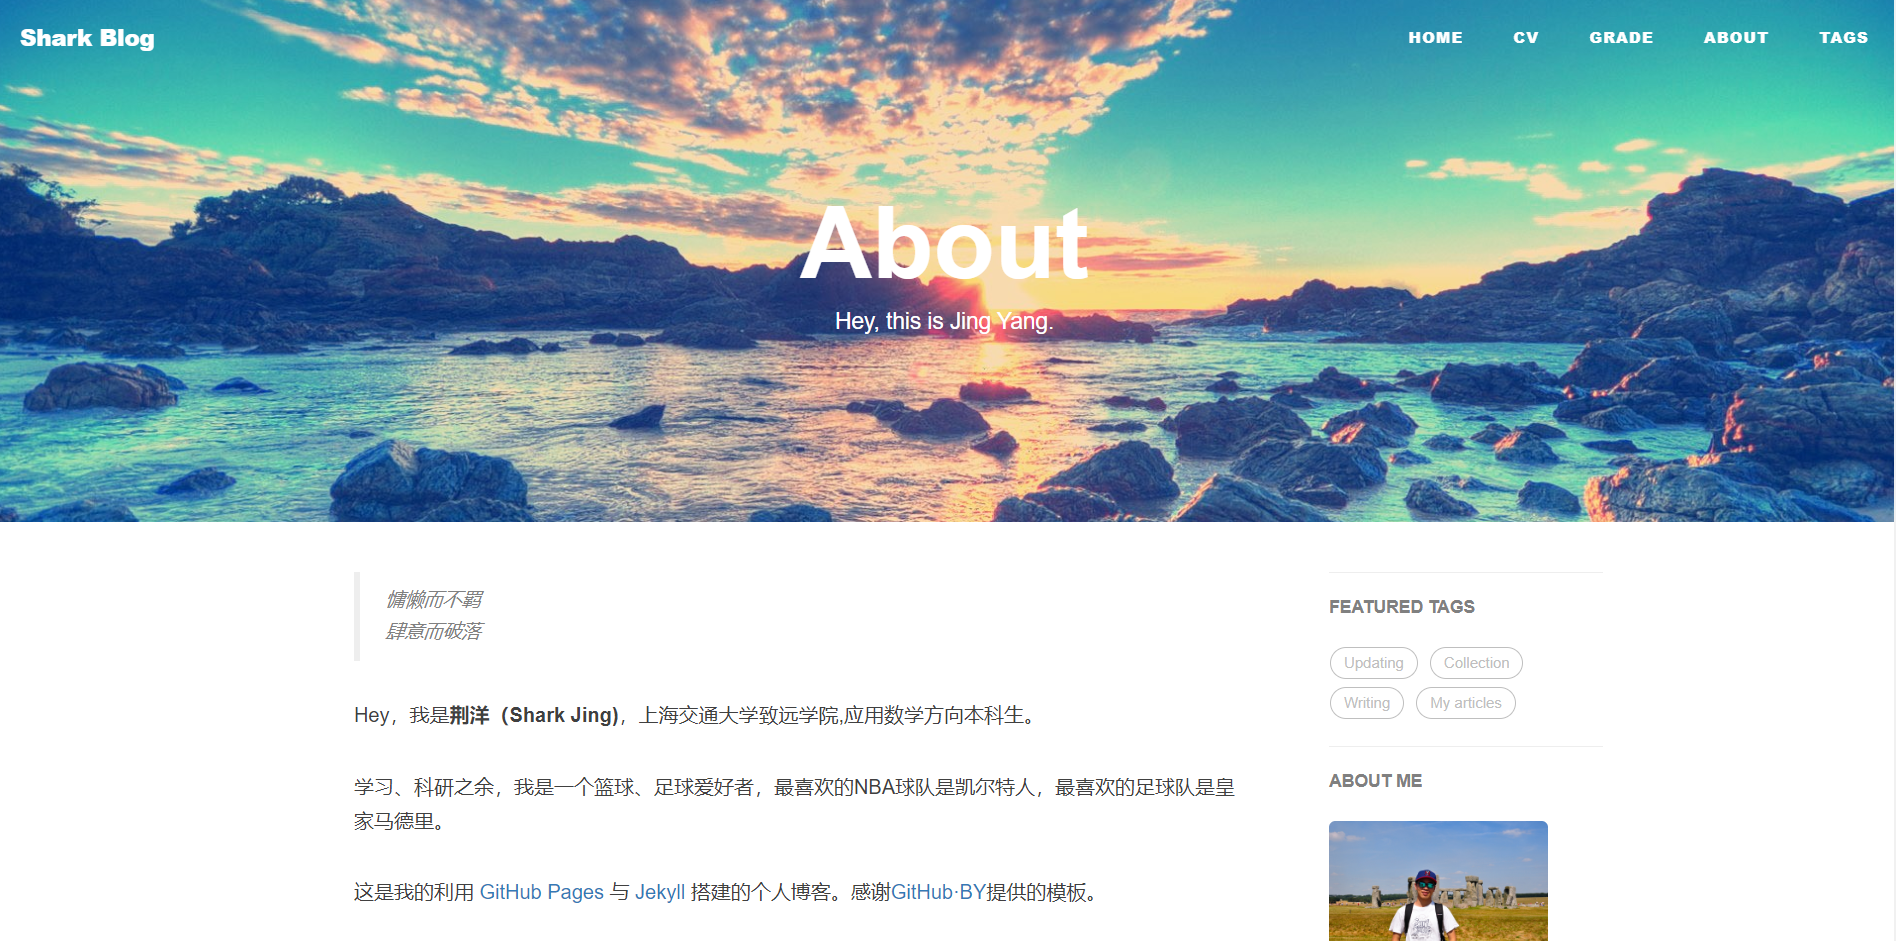 Shark Blog
HOME CV GRADE ABOUT TAGS
About
Hey, this is Jing Yang.
慵懒而不羁
肆意而破落
Hey，我是荆洋（Shark Jing)，上海交通大学致远学院,应用数学方向本科生。
学习、科研之余，我是一个篮球、足球爱好者，最喜欢的NBA球队是凯尔特人，最喜欢的足球队是皇
家马德里。
这是我的利用 GitHub Pages 与 Jekyll 搭建的个人博客。感谢GitHub·BY提供的模板。
FEATURED TAGS
Updating Collection
Writing My articles
ABOUT ME